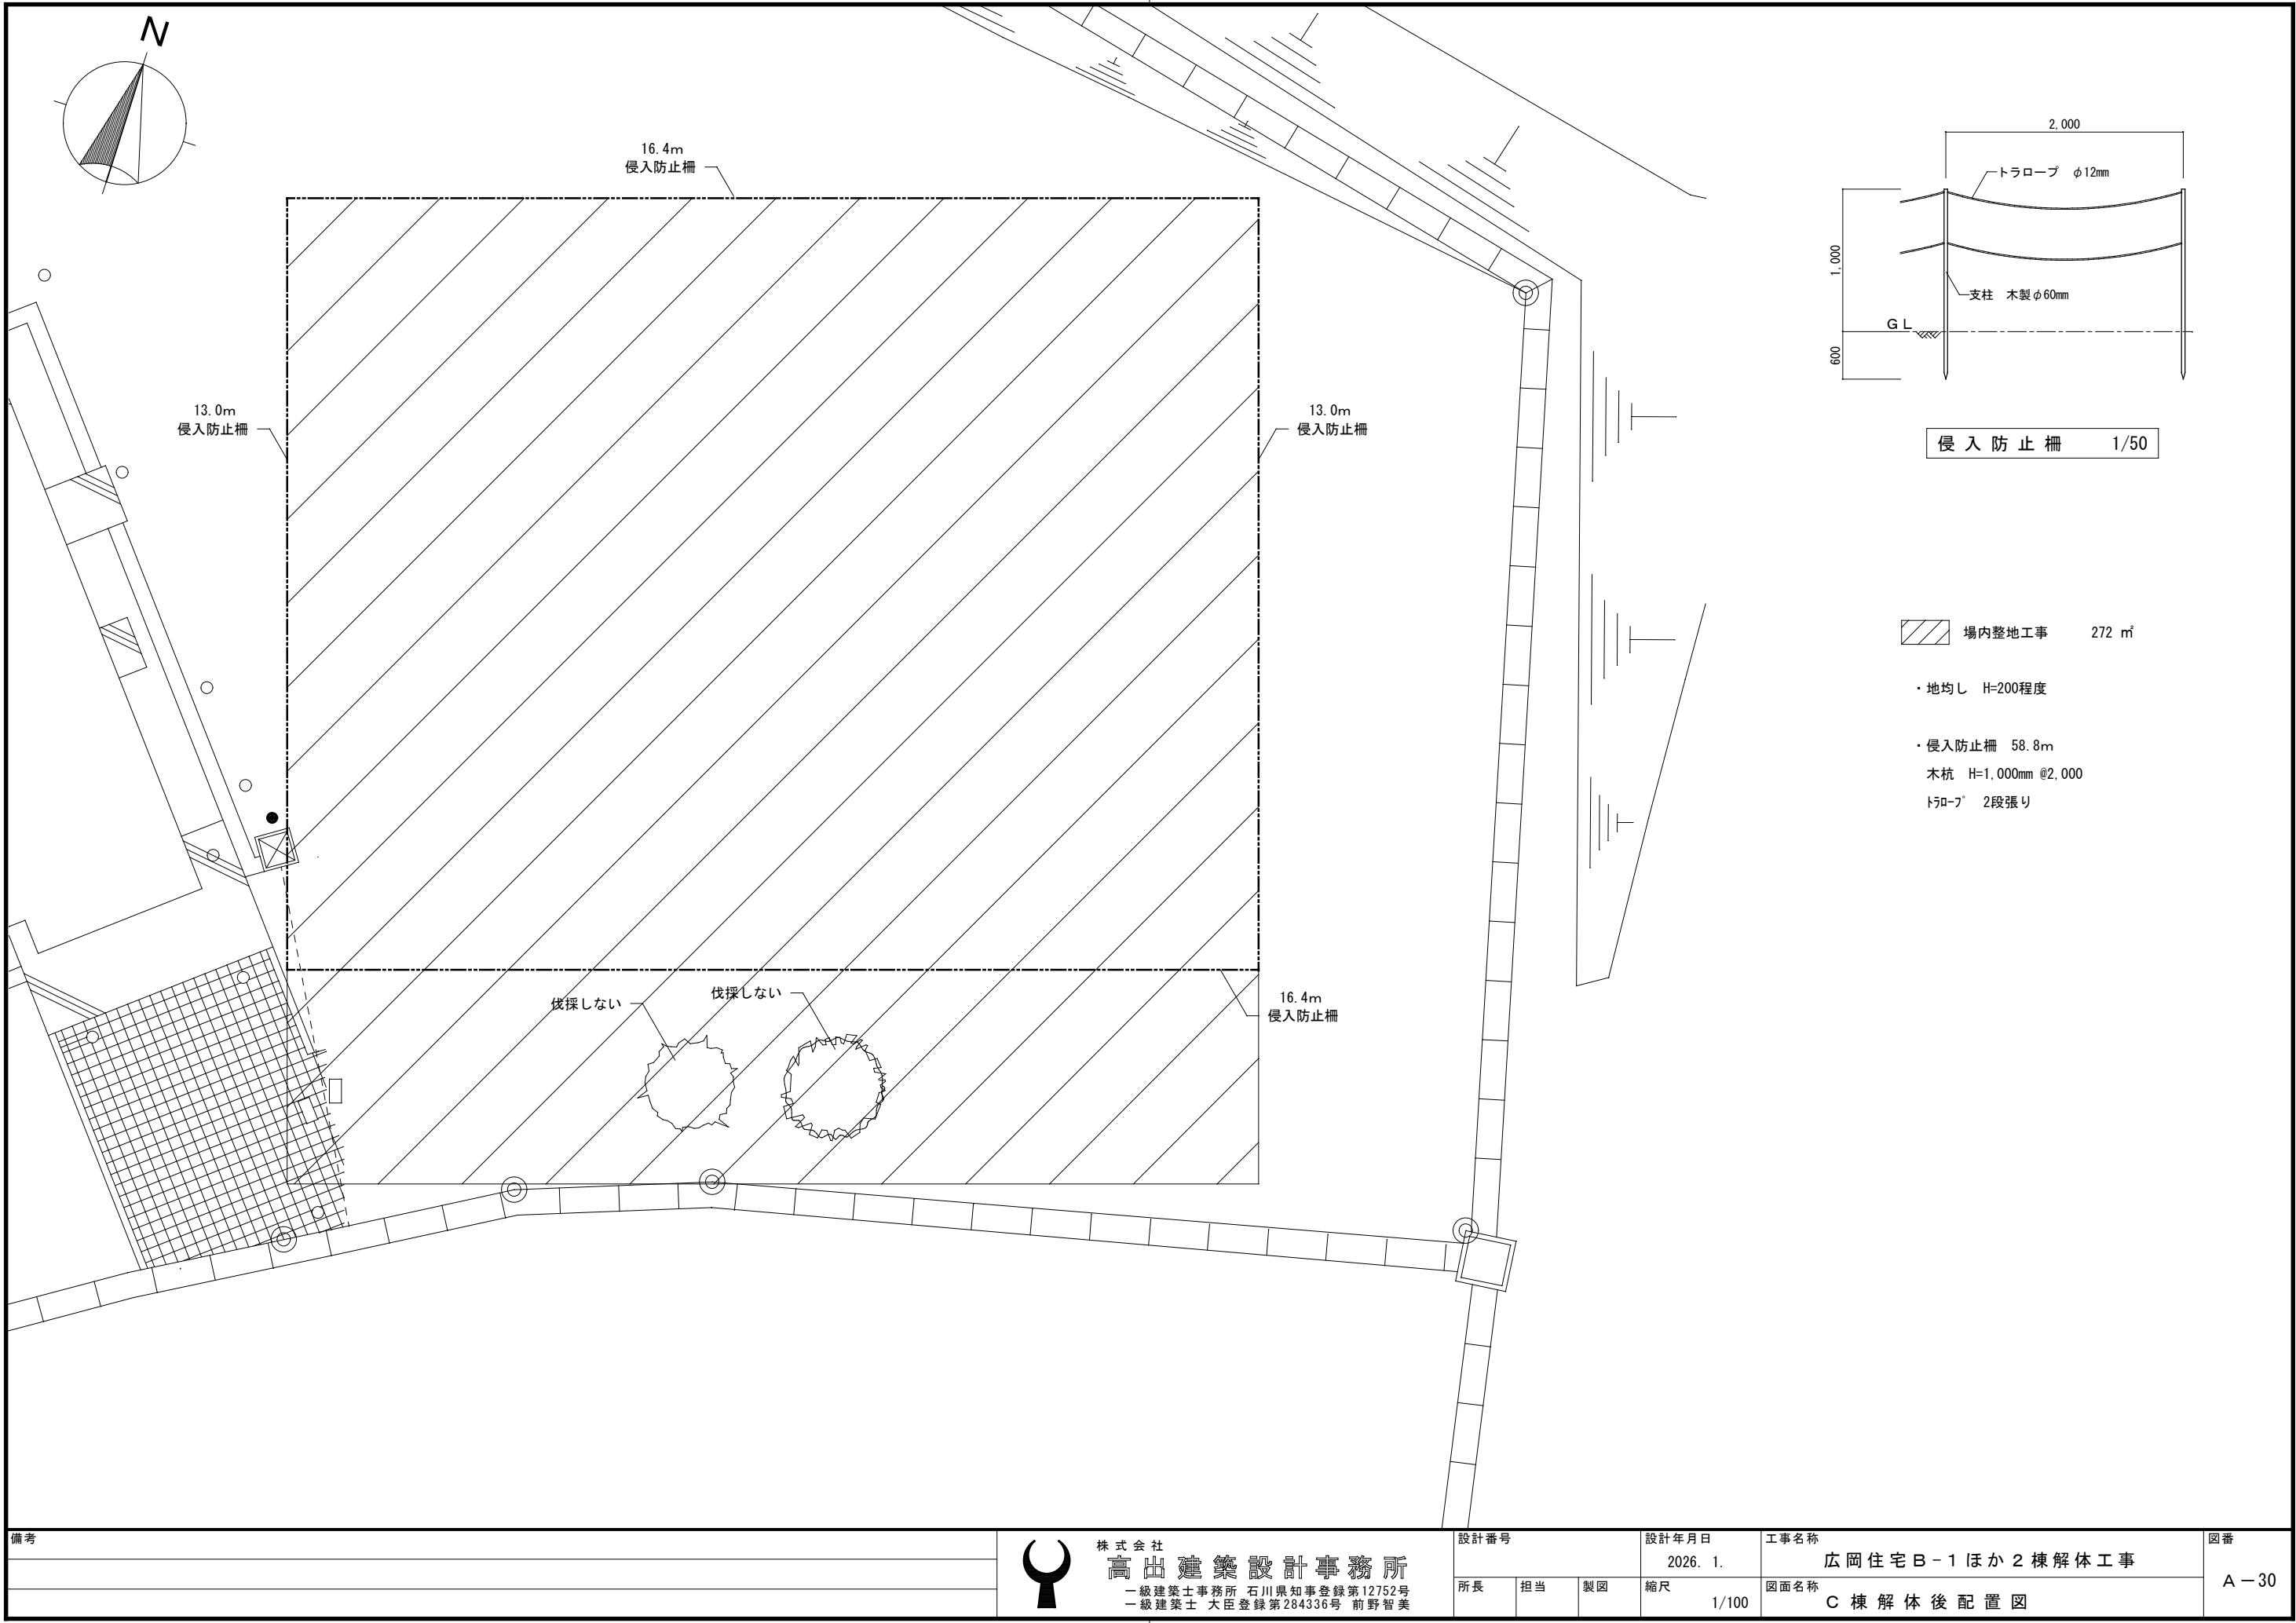 N
16.4m
侵入防止柵
13.0m
侵入防止柵
13.0m
侵入防止柵
伐採しない
伐採しない
16.4m
侵入防止柵
2,000
トラロープ φ12mm
1,000
支柱 木製φ60mm
GL
600
侵入防止柵 1/50
場内整地工事 272 ㎡
・地均し H=200程度
・侵入防止柵 58.8m
木杭 H=1,000mm @2,000
ﾄﾗﾛｰﾌﾟ 2段張り
備考
株式会社
高出建築設計事務所
一級建築士事務所 石川県知事登録第12752号
一級建築士 大臣登録第284336号 前野智美
設計番号
設計年月日
2026. 1.
工事名称
広岡住宅B-1ほか2棟解体工事
図番
A－30
所長
担当
製図
縮尺
1/100
図面名称
C棟解体後配置図